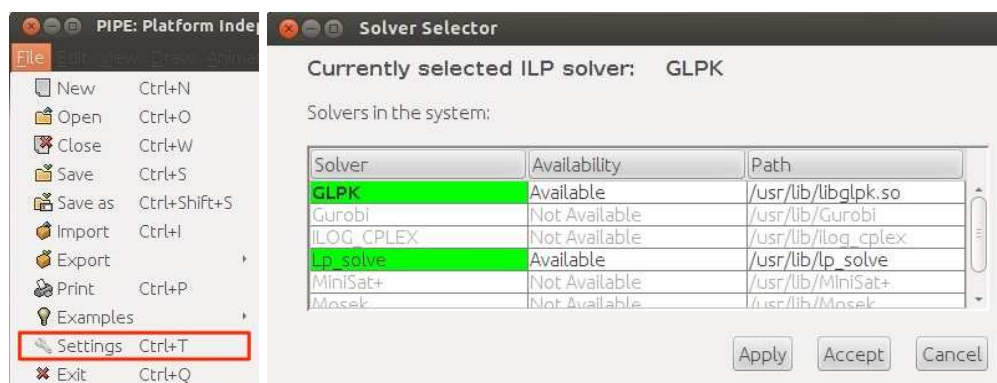 PIPE: Platform Indep
File Edit View Draw Anima
New Ctrl+N
Open Ctrl+O
Close Ctrl+W
Save Ctrl+S
Save as Ctrl+Shift+S
Import Ctrl+I
Export
Print Ctrl+P
Examples
Settings Ctrl+T
Exit Ctrl+Q
Solver Selector
Currently selected ILP solver: GLPK
Solvers in the system:
Solver Availability Path
GLPK Available /usr/lib/libglpk.so
Gurobi Not Available /usr/lib/Gurobi
ILOG_CPLEX Not Available /usr/lib/ilog_cplex
Lp_solve Available /usr/lib/lp_solve
MiniSat+ Not Available /usr/lib/MiniSat+
Mosek Not Available /usr/lib/Mosek
Apply Accept Cancel